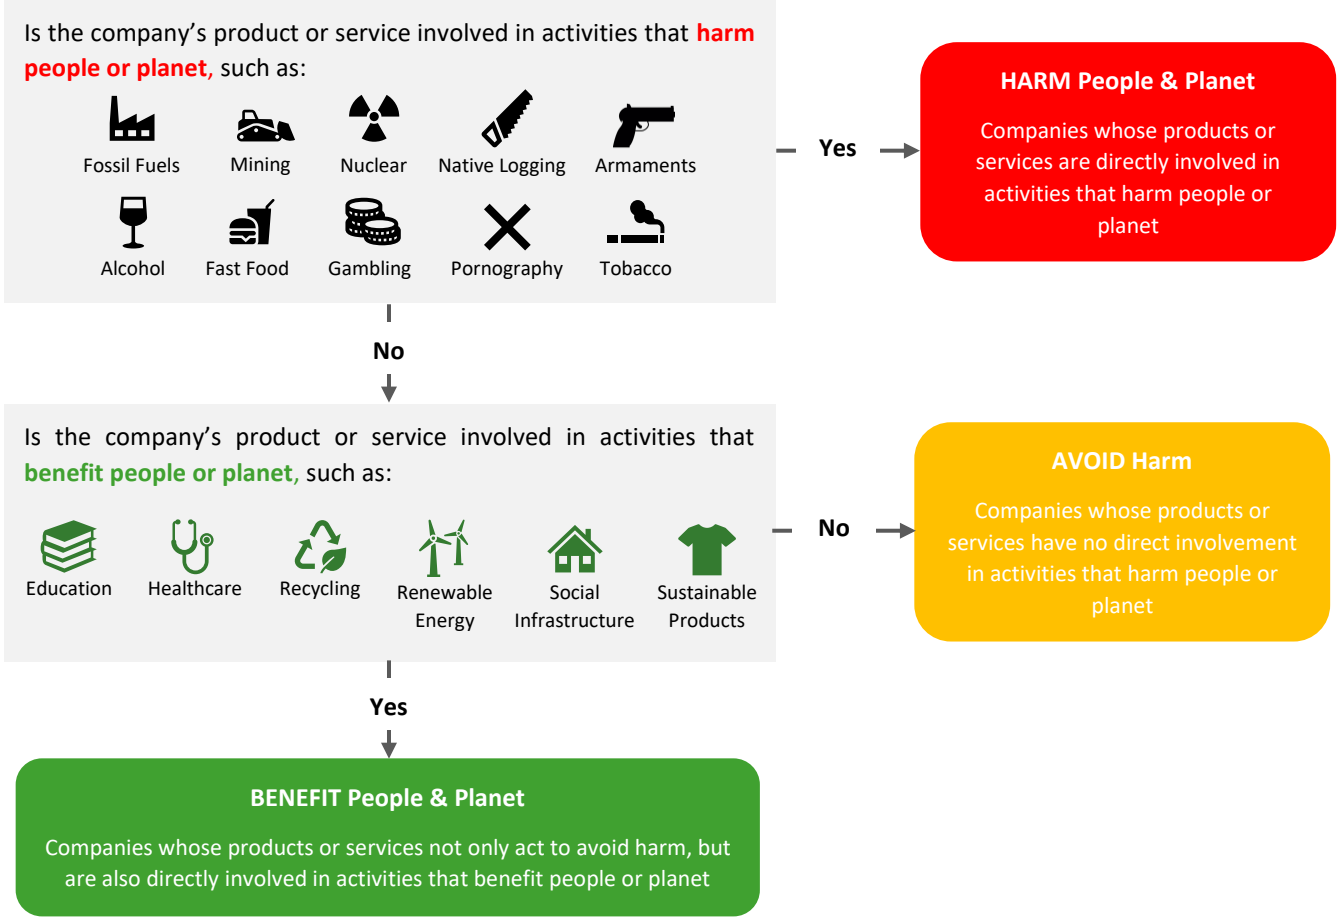 Is the company’s product or service involved in activities that harm
people or planet, such as:
Fossil Fuels
Mining
Nuclear
Native Logging
Armaments
Alcohol
Fast Food
Gambling
Pornography
Tobacco
Yes
HARM People & Planet
Companies whose products or
services are directly involved in
activities that harm people or
planet
No
Is the company’s product or service involved in activities that
benefit people or planet, such as:
Education
Healthcare
Recycling
Renewable
Energy
Social
Infrastructure
Sustainable
Products
No
AVOID Harm
Companies whose products or
services have no direct involvement
in activities that harm people or
planet
Yes
BENEFIT People & Planet
Companies whose products or services not only act to avoid harm, but
are also directly involved in activities that benefit people or planet